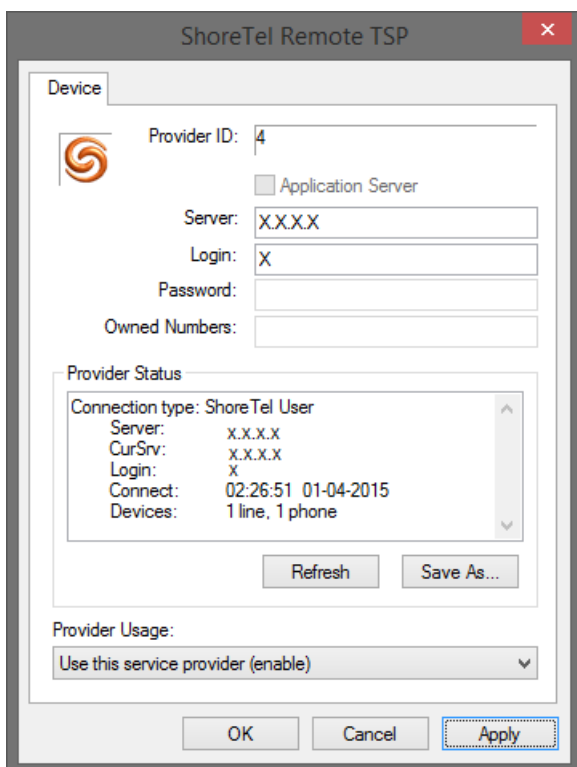 ShoreTel Remote TSP
Device
Provider ID: 4
Application Server
Server: X.X.X.X
Login: X
Password:
Owned Numbers:
Provider Status
Connection type: ShoreTel User
Server: x.x.x.x
CurSrv: x.x.x.x
Login: x
Connect: 02:26:51 01-04-2015
Devices: 1 line, 1 phone
Refresh Save As...
Provider Usage:
Use this service provider (enable)
OK Cancel Apply